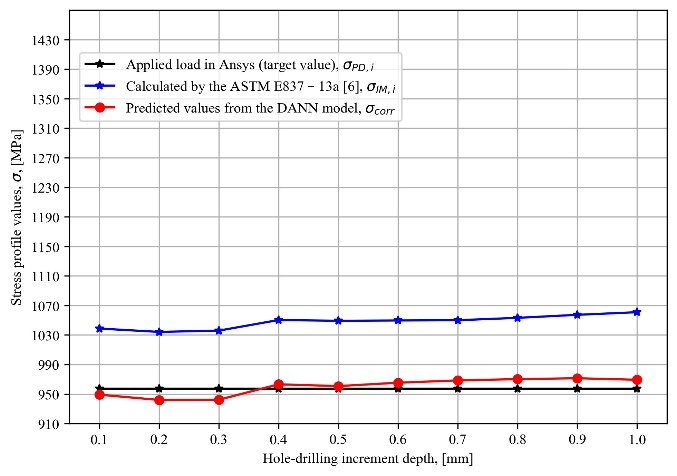 1430
1390
1350
1310
1270
1230
1190
1150
1110
1070
1030
990
950
910
Stress profile values, σ, [MPa]
Applied load in Ansys (target value), σ_PD, i
Calculated by the ASTM E837 − 13a [6], σ_IM, i
Predicted values from the DANN model, σ_corr
0.1 0.2 0.3 0.4 0.5 0.6 0.7 0.8 0.9 1.0
Hole-drilling increment depth, [mm]